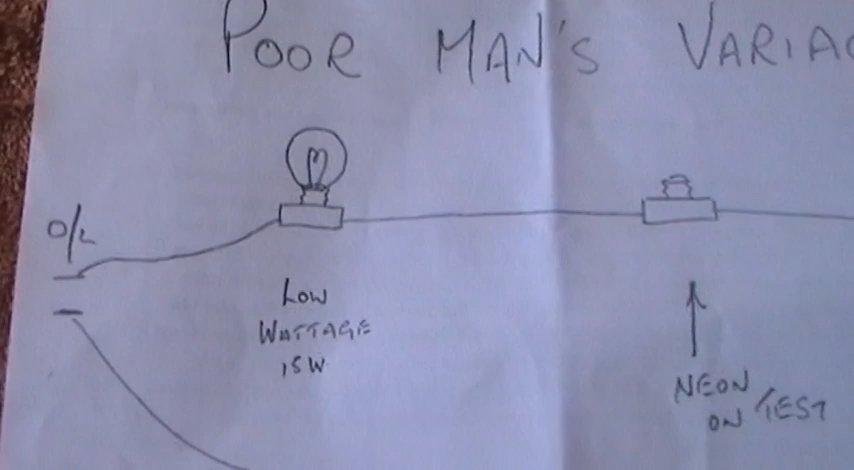 POOR MAN'S VARIAC
O/L
LOW
WATTAGE
15W
NEON
ON TEST